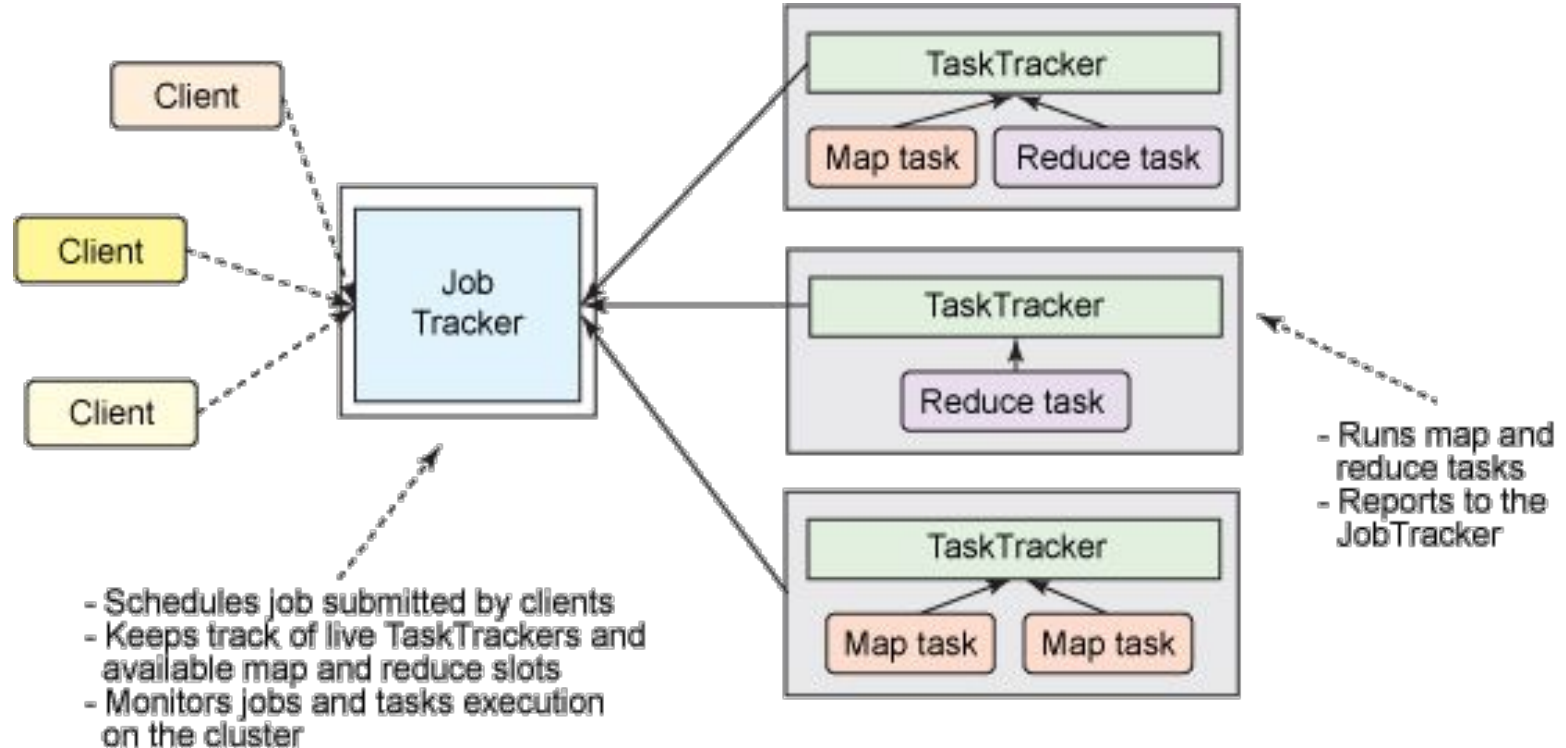 Client
Client
Client
Job
Tracker
TaskTracker
Map task
Reduce task
TaskTracker
Reduce task
TaskTracker
Map task
Map task
- Schedules job submitted by clients
- Keeps track of live TaskTrackers and
available map and reduce slots
- Monitors jobs and tasks execution
on the cluster
- Runs map and
reduce tasks
- Reports to the
JobTracker